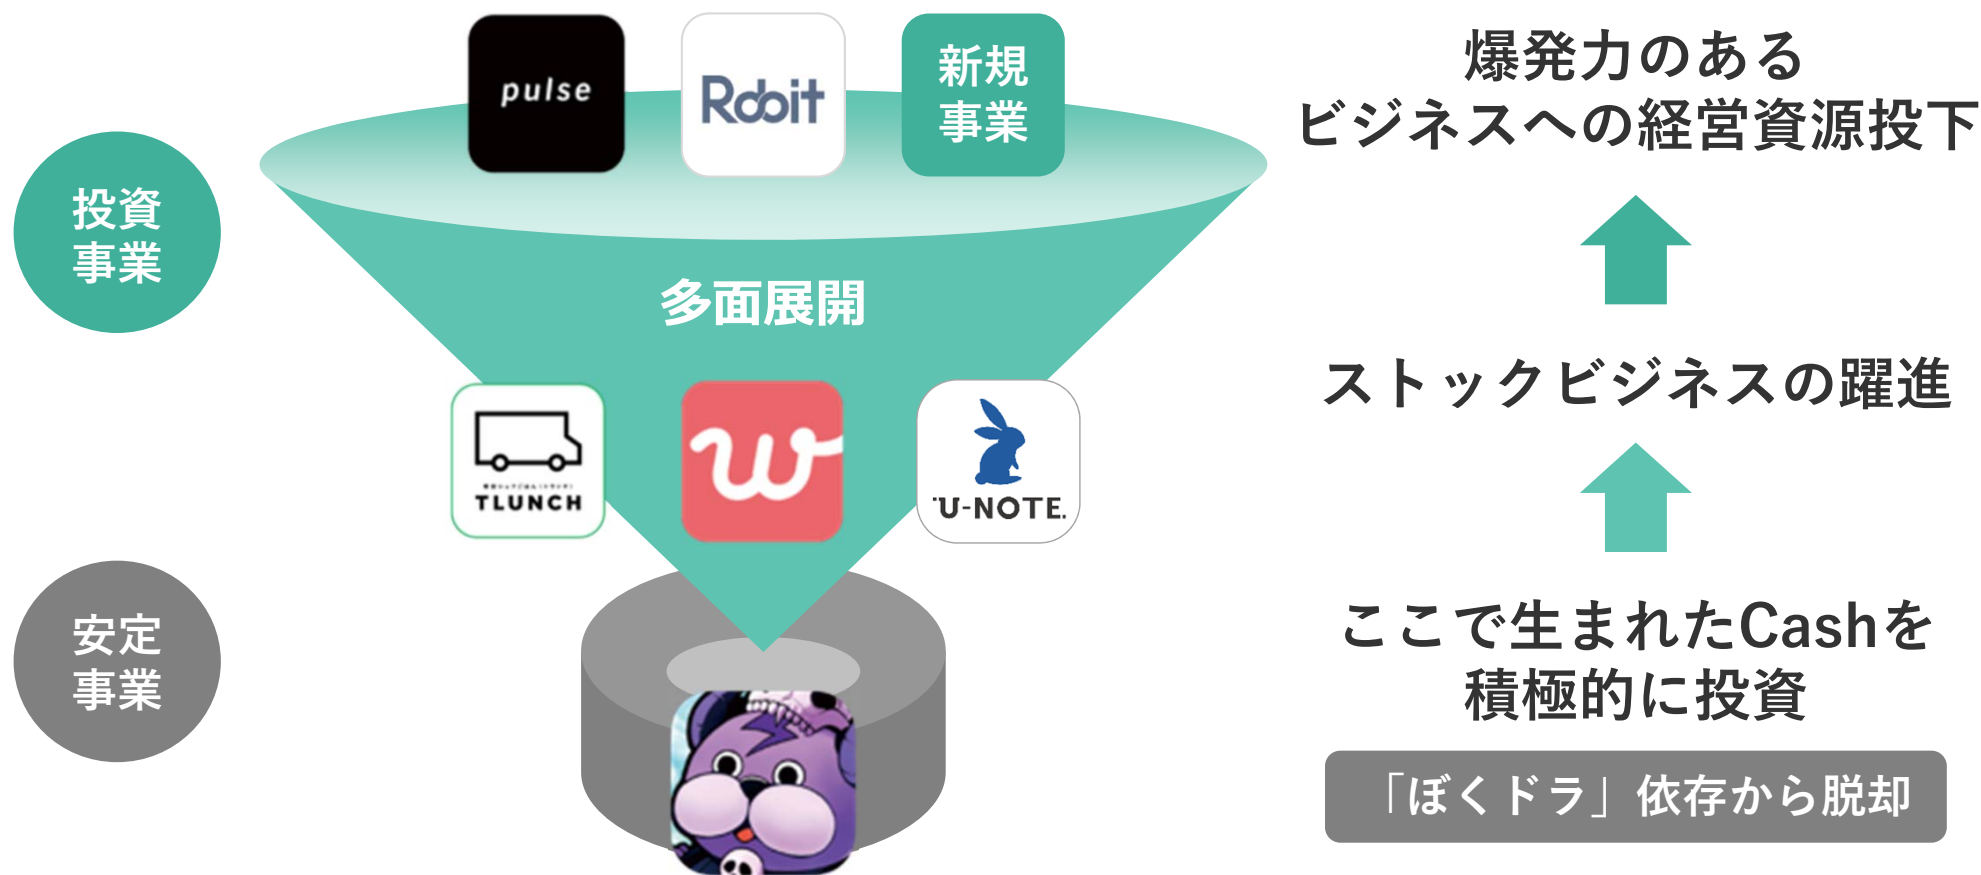 pulse
Robit
新規
事業
爆発力のある
ビジネスへの経営資源投下
投資
事業
多面展開
ストックビジネスの躍進
TLUNCH
w
U-NOTE.
安定
事業
ここで生まれたCashを
積極的に投資
「ぼくドラ」依存から脱却